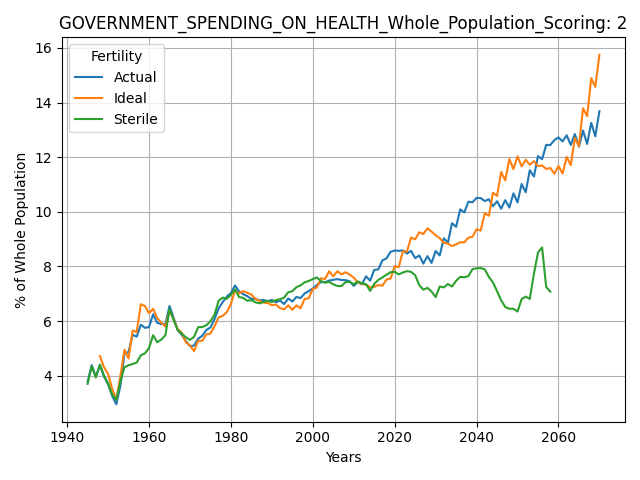 GOVERNMENT_SPENDING_ON_HEALTH_Whole_Population_Scoring: 2
Fertility
Actual
Ideal
Sterile
% of Whole Population
16
14
12
10
8
6
4
1940
1960
1980
2000
2020
2040
2060
Years